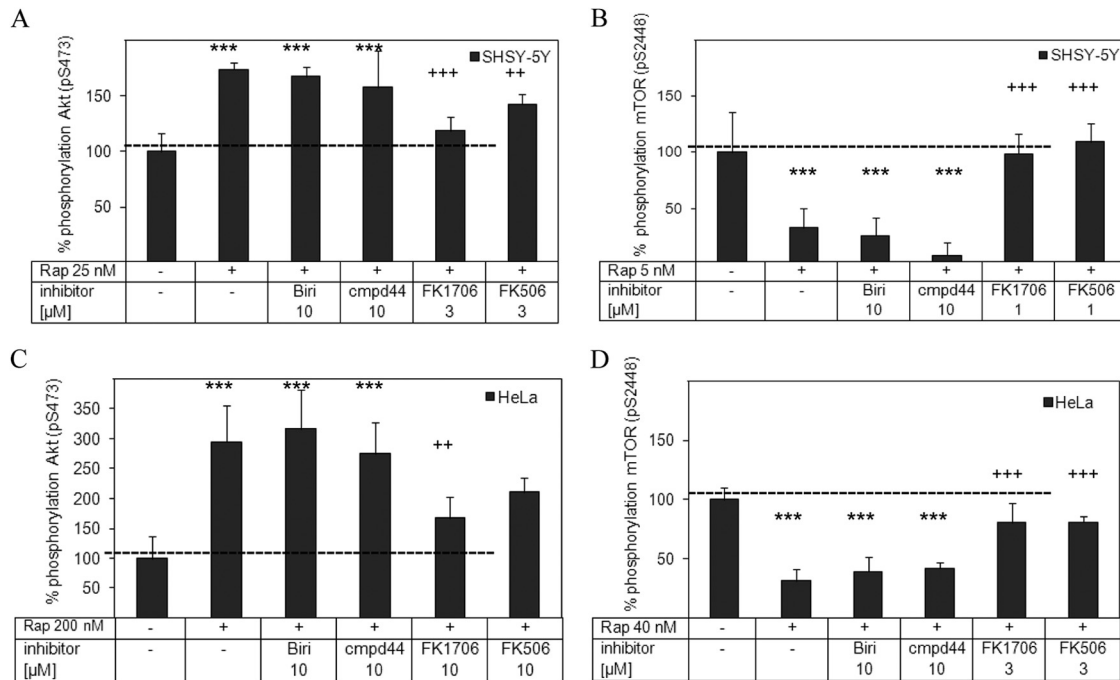 A
% phosphorylation Akt (pS473)
150
100
50
*** *** *** +++ ++
SHSY-5Y
Rap 25 nM - + + + + +
inhibitor - - Biri cmpd44 FK1706 FK506
[µM] 10 10 3 3
B
% phosphorylation mTOR (pS2448)
150
100
50
*** *** *** +++ +++
SHSY-5Y
Rap 5 nM - + + + + +
inhibitor - - Biri cmpd44 FK1706 FK506
[µM] 10 10 1 1
C
% phosphorylation Akt (pS473)
350
300
250
200
150
100
50
*** *** *** ++
HeLa
Rap 200 nM - + + + + +
inhibitor - - Biri cmpd44 FK1706 FK506
[µM] 10 10 10 10
D
% phosphorylation mTOR (pS2448)
150
100
50
*** *** *** +++ +++
HeLa
Rap 40 nM - + + + + +
inhibitor - - Biri cmpd44 FK1706 FK506
[µM] 10 10 3 3